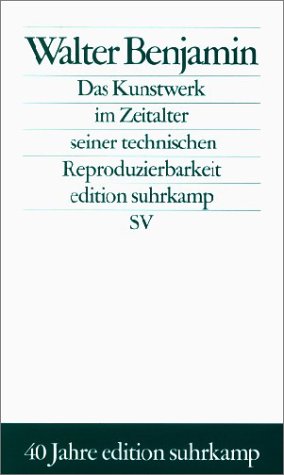 Walter Benjamin
Das Kunstwerk
im Zeitalter
seiner technischen
Reproduzierbarkeit
edition suhrkamp
SV
40 Jahre edition suhrkamp